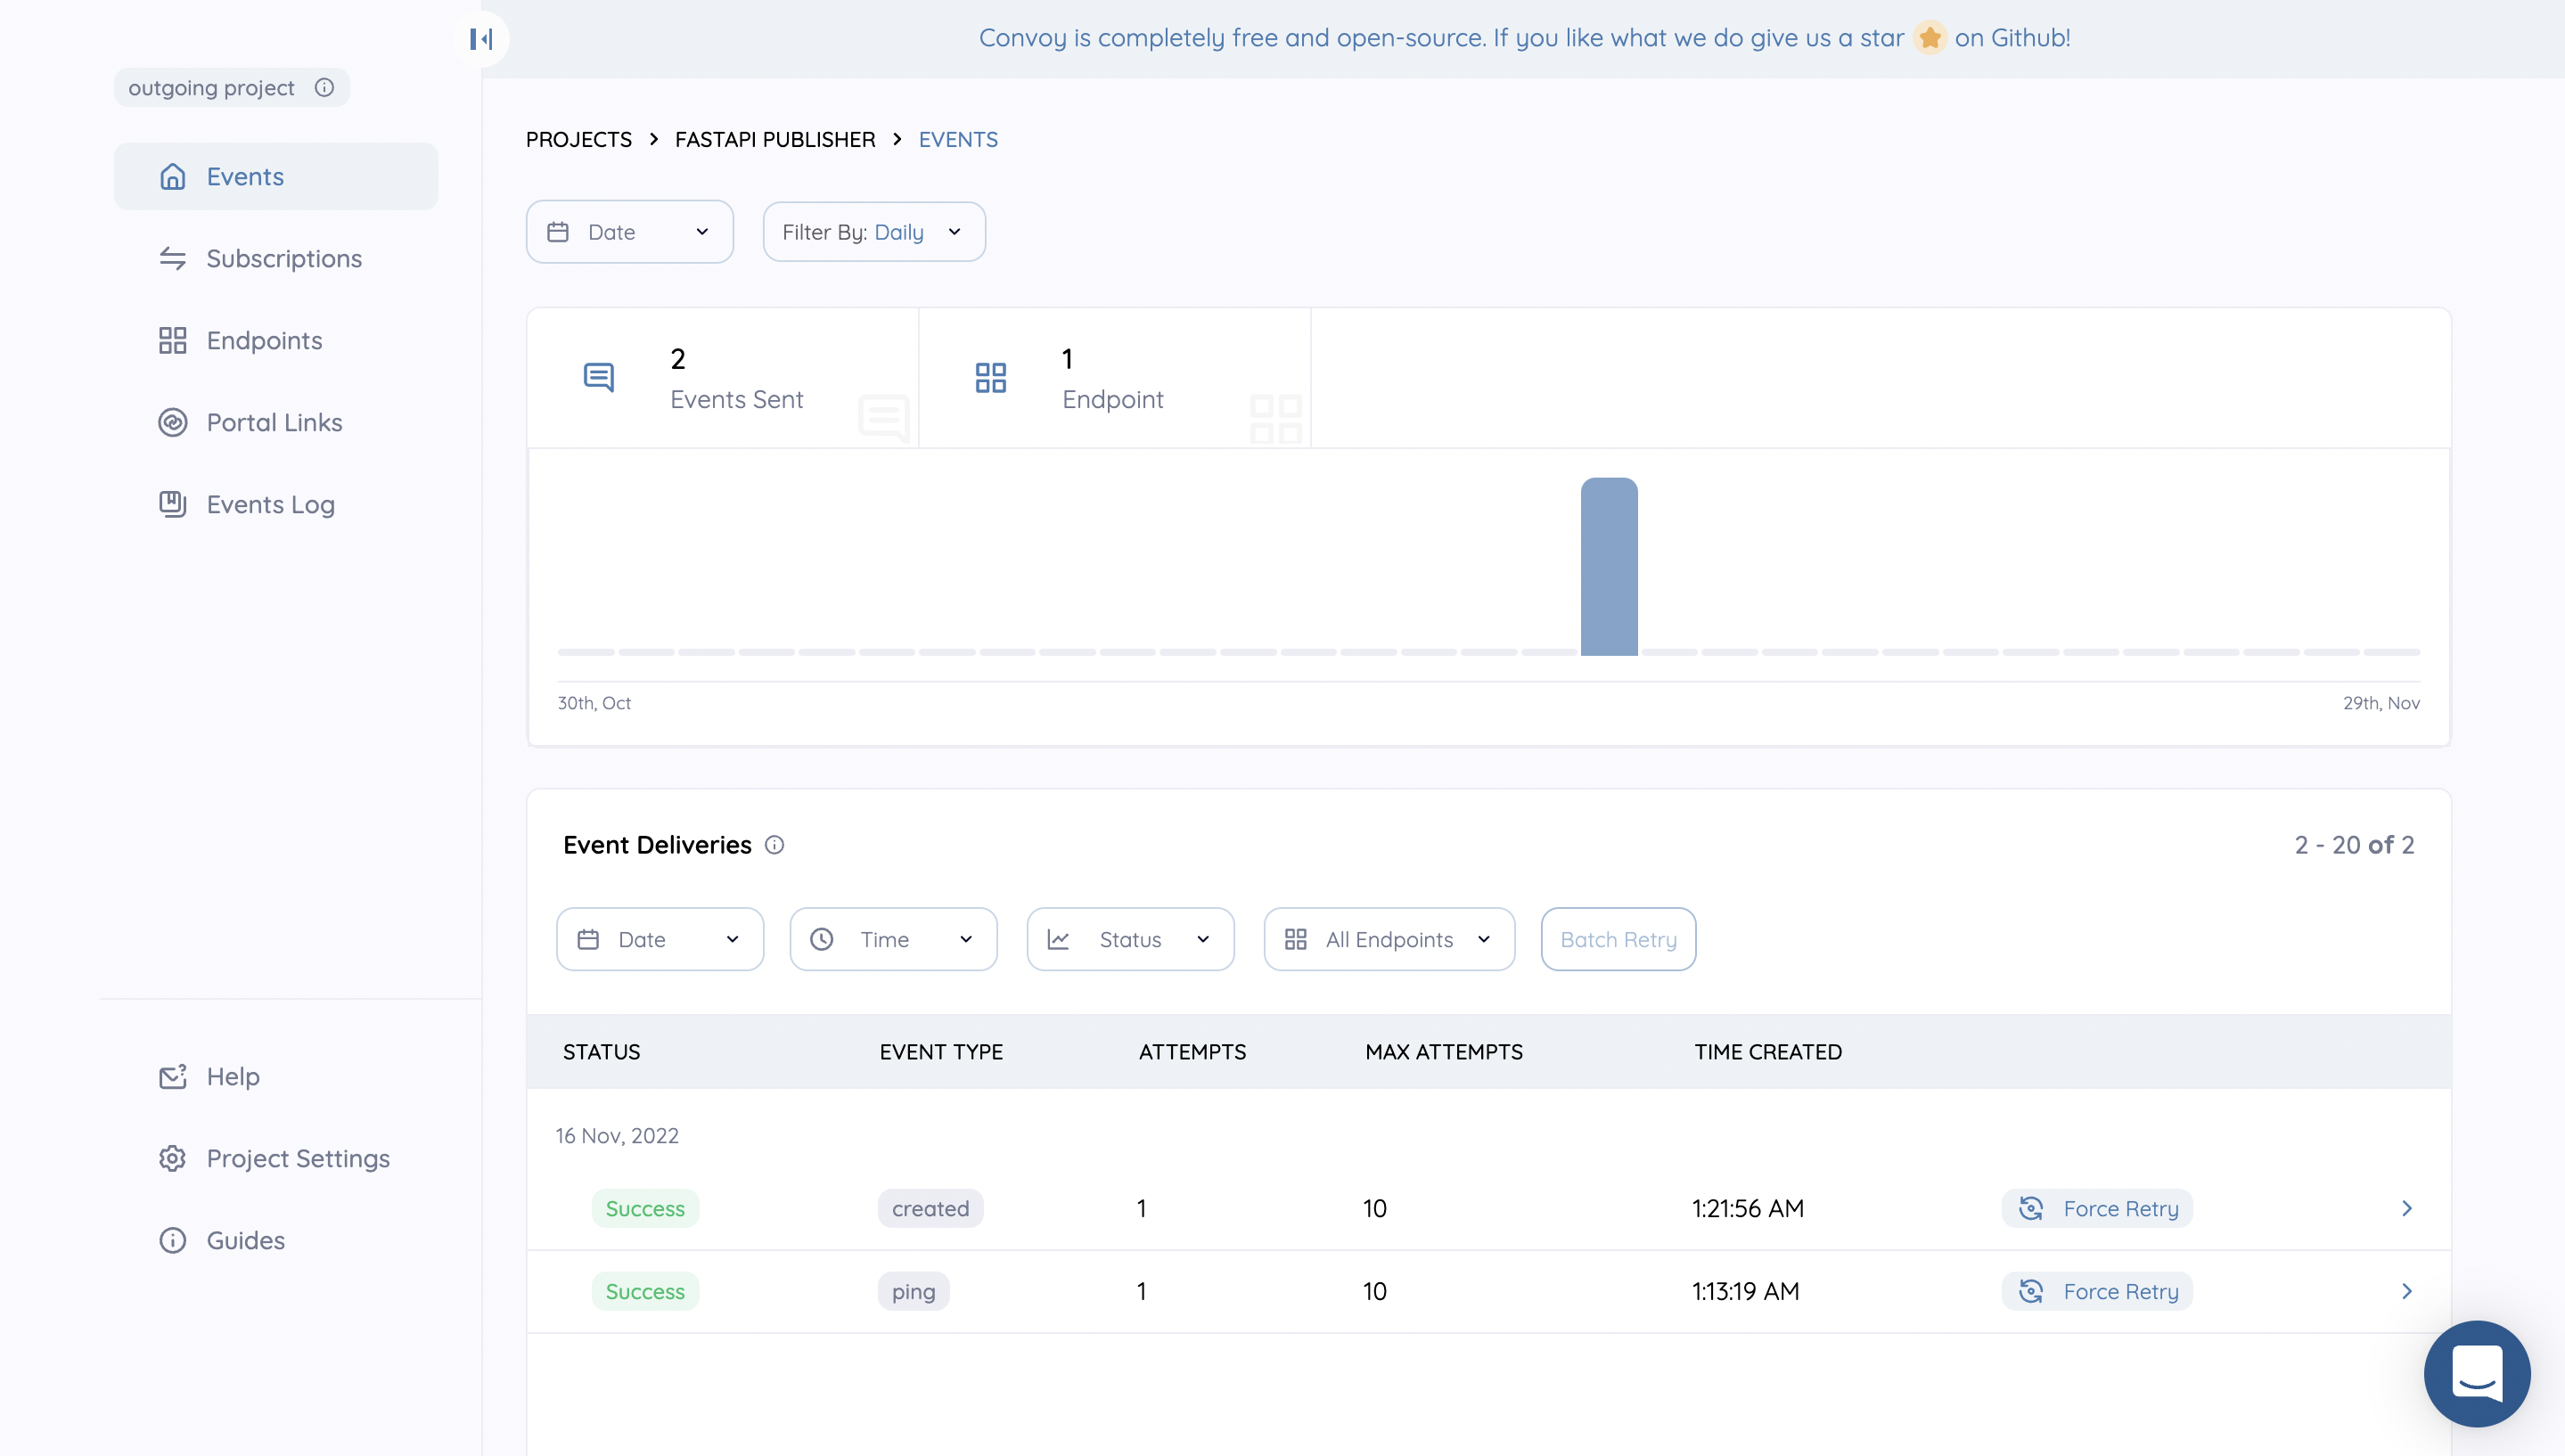 Convoy is completely free and open-source. If you like what we do give us a star on Github!
outgoing project
Events
Subscriptions
Endpoints
Portal Links
Events Log
Help
Project Settings
Guides
PROJECTS > FASTAPI PUBLISHER > EVENTS
Date
Filter By: Daily
2
Events Sent
1
Endpoint
30th, Oct
29th, Nov
Event Deliveries
2 - 20 of 2
Date
Time
Status
All Endpoints
Batch Retry
STATUS EVENT TYPE ATTEMPTS MAX ATTEMPTS TIME CREATED
16 Nov, 2022
Success created 1 10 1:21:56 AM Force Retry
Success ping 1 10 1:13:19 AM Force Retry